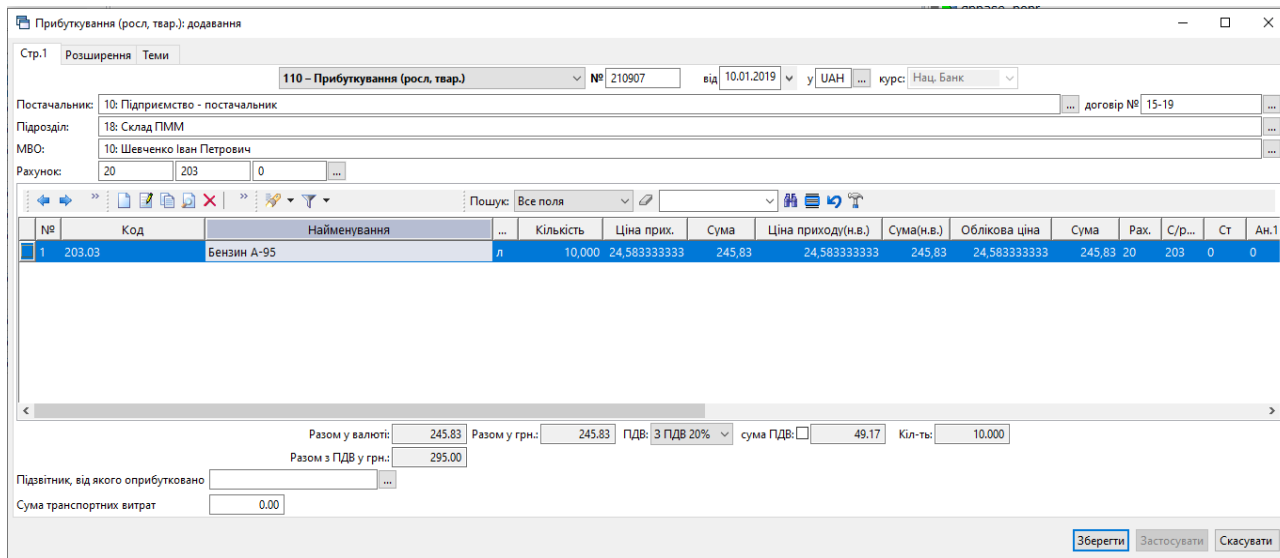 Прибуткування (росл, твар.): додавання
Стр.1 Розширення Теми
110 – Прибуткування (росл, твар.) № 210907 від 10.01.2019 у UAH ... курс: Нац. Банк
Постачальник: 10: Підприємство - постачальник ... договір № 15-19 ...
Підрозділ: 18: Склад ПММ ...
МВО: 10: Шевченко Іван Петрович ...
Рахунок: 20 203 0 ...
Пошук: Все поля
№ Код Найменування ... Кількість Ціна прих. Сума Ціна приходу(н.в.) Сума(н.в.) Облікова ціна Сума Рах. С/р... Ст Ан.1
1 203.03 Бензин А-95 л 10,000 24,583333333 245,83 24,583333333 245,83 24,583333333 245,83 20 203 0 0
Разом у валюті: 245.83 Разом у грн.: 245.83 ПДВ: З ПДВ 20% сума ПДВ: 49.17 Кіл-ть: 10.000
Разом з ПДВ у грн.: 295.00
Підзвітник, від якого оприбутковано ...
Сума транспортних витрат 0.00
Зберегти Застосувати Скасувати